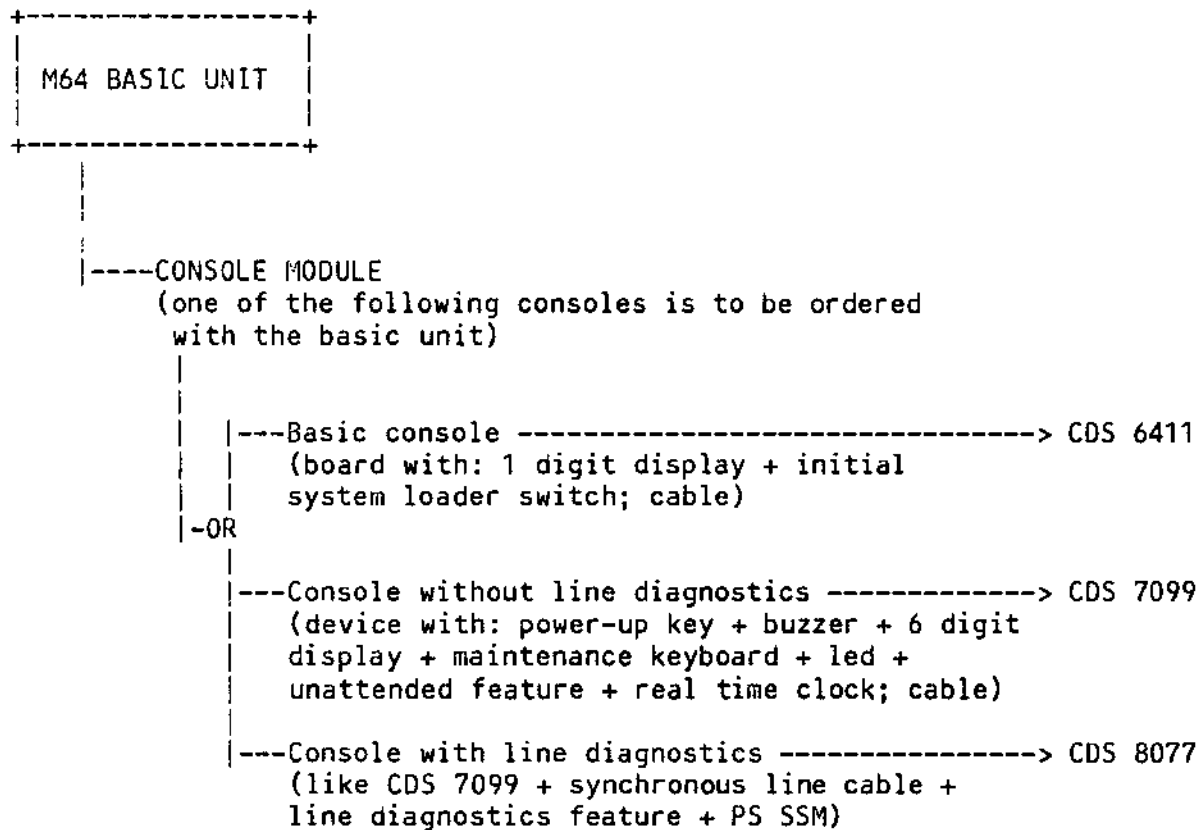 M64 BASIC UNIT
CONSOLE MODULE
(one of the following consoles is to be ordered
with the basic unit)
Basic console --------------------------------> CDS 6411
(board with: 1 digit display + initial
system loader switch; cable)
-OR
Console without line diagnostics -------------> CDS 7099
(device with: power-up key + buzzer + 6 digit
display + maintenance keyboard + led +
unattended feature + real time clock; cable)
Console with line diagnostics ----------------> CDS 8077
(like CDS 7099 + synchronous line cable +
line diagnostics feature + PS SSM)